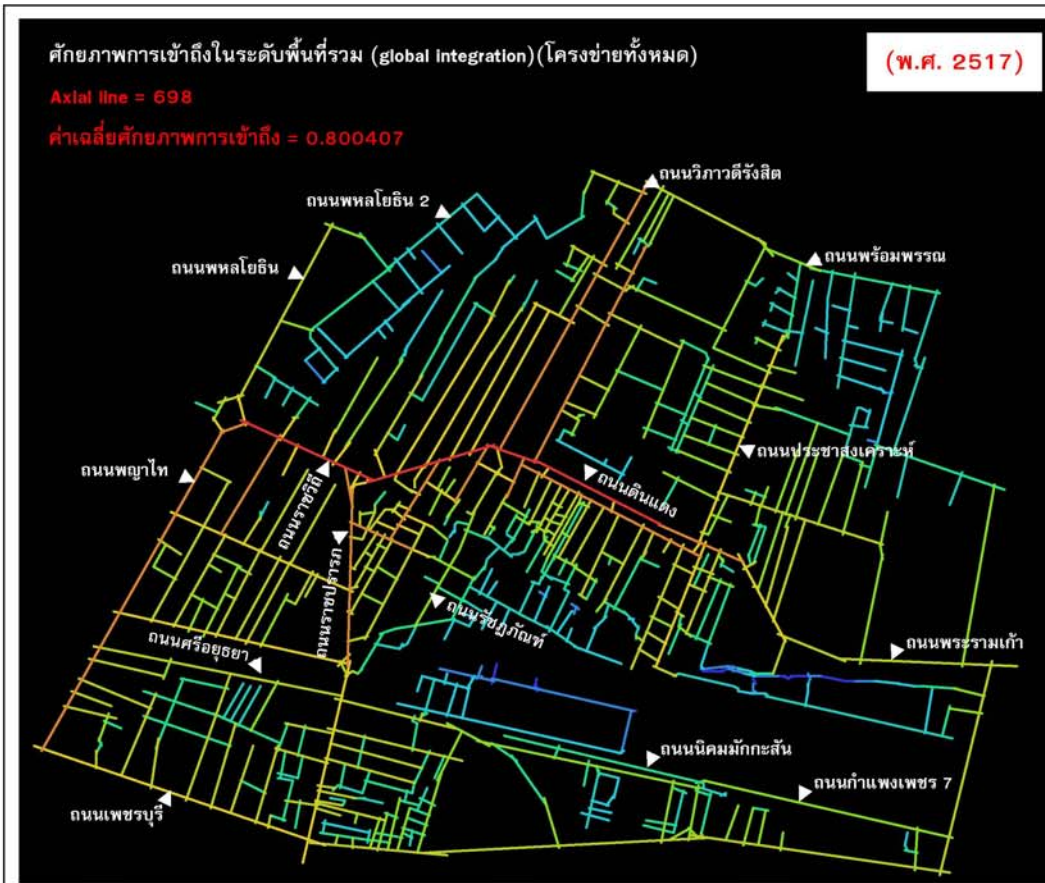 ศักยภาพการเข้าถึงในระดับพื้นที่รวม (global integration)(โครงข่ายทั้งหมด)
(พ.ศ. 2517)
Axial line = 698
ค่าเฉลี่ยศักยภาพการเข้าถึง = 0.800407
ถนนวิภาวดีรังสิต
ถนนพหลโยธิน 2
ถนนพร้อมพรรณ
ถนนพหลโยธิน
ถนนประชาสงเคราะห์
ถนนพญาไท
ถนนดินแดง
ถนนราชวิถี
ถนนราชปรารภ
ถนนรัชฎภัณฑ์
ถนนศรีอยุธยา
ถนนพระรามเก้า
ถนนนิคมมักกะสัน
ถนนกำแพงเพชร 7
ถนนเพชรบุรี